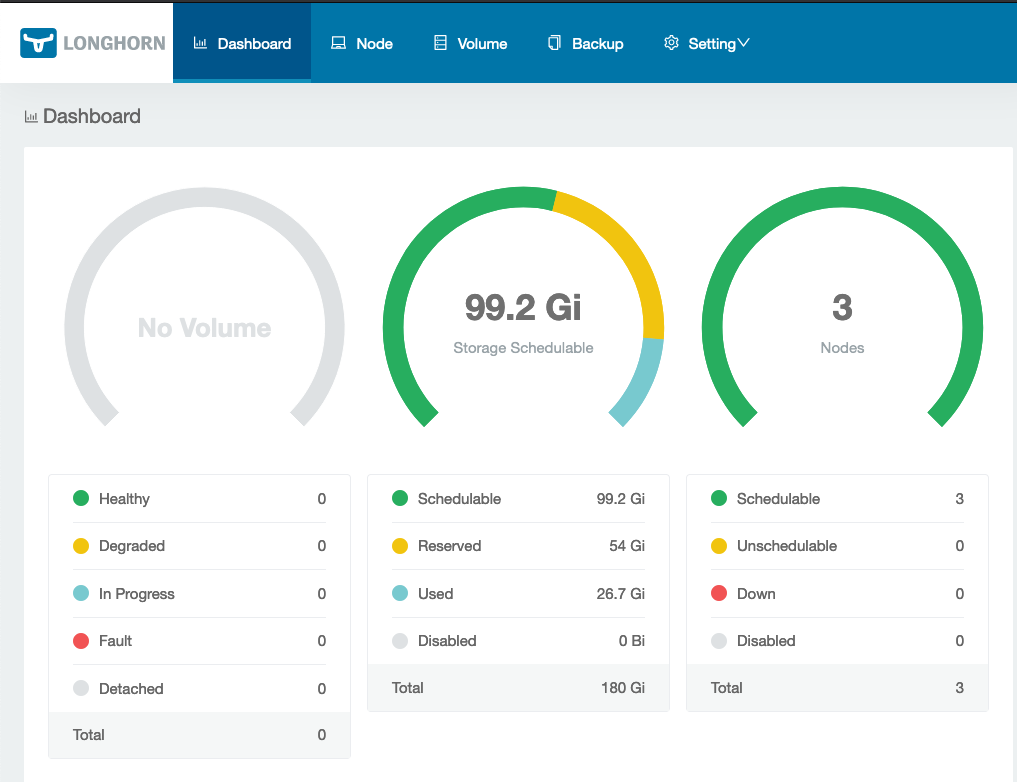 LONGHORN
Dashboard
Node
Volume
Backup
Setting
Dashboard
No Volume
99.2 Gi
Storage Schedulable
3
Nodes
Healthy 0
Degraded 0
In Progress 0
Fault 0
Detached 0
Total 0
Schedulable 99.2 Gi
Reserved 54 Gi
Used 26.7 Gi
Disabled 0 Bi
Total 180 Gi
Schedulable 3
Unschedulable 0
Down 0
Disabled 0
Total 3